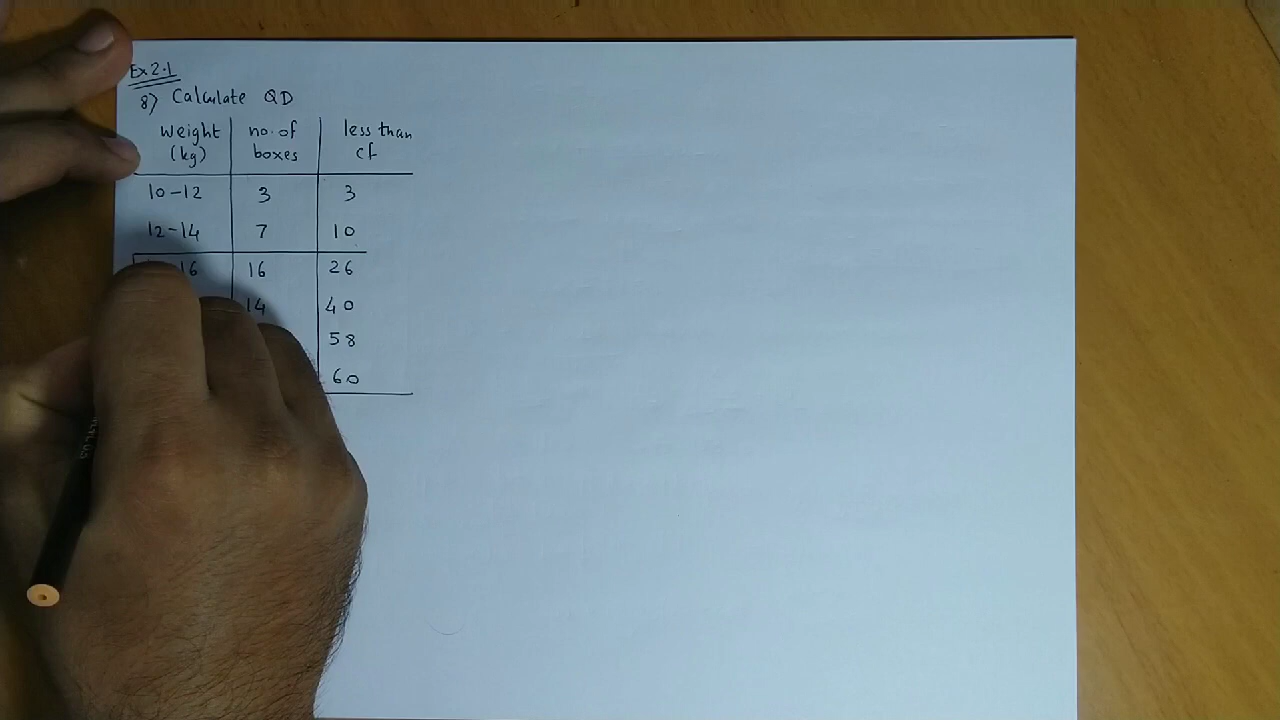 Ex 2.1
8) Calculate QD
weight no. of less than
(kg) boxes cf
10-12 3 3
12-14 7 10
16 16 26
14 40
58
60